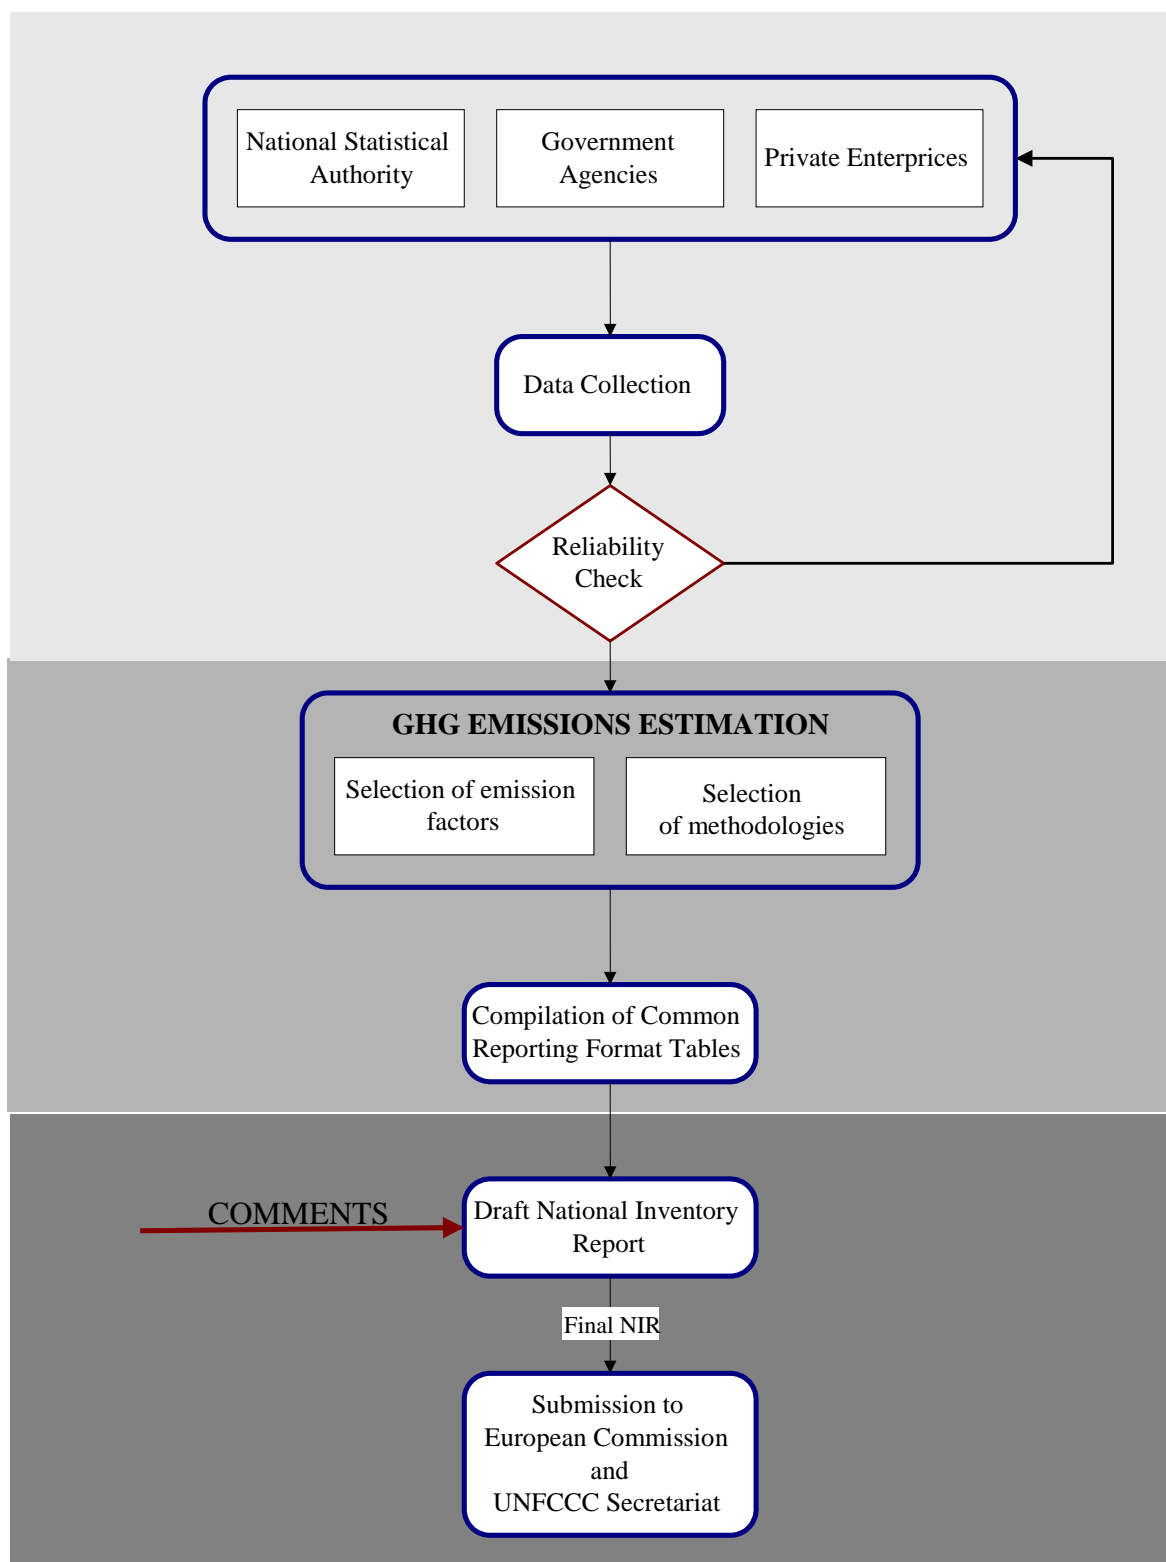 National Statistical
Authority
Government
Agencies
Private Enterprices
Data Collection
Reliability
Check
GHG EMISSIONS ESTIMATION
Selection of emission
factors
Selection
of methodologies
Compilation of Common
Reporting Format Tables
COMMENTS
Draft National Inventory
Report
Final NIR
Submission to
European Commission
and
UNFCCC Secretariat